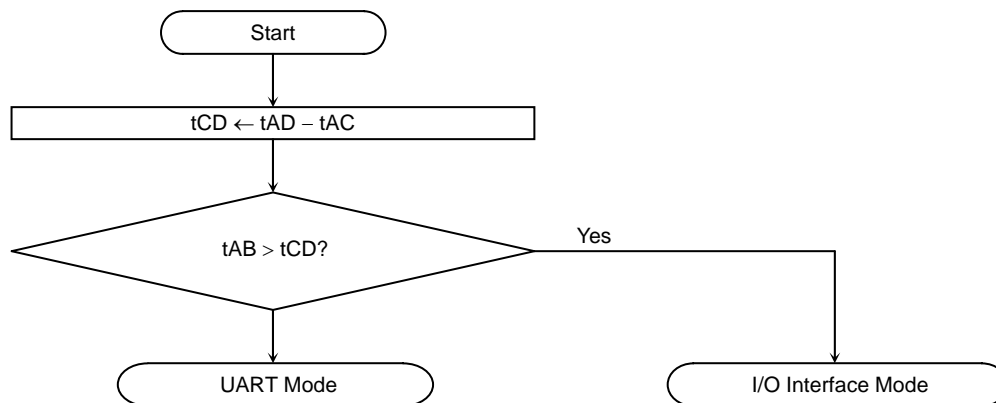 Start
tCD ← tAD − tAC
tAB > tCD?
Yes
UART Mode
I/O Interface Mode